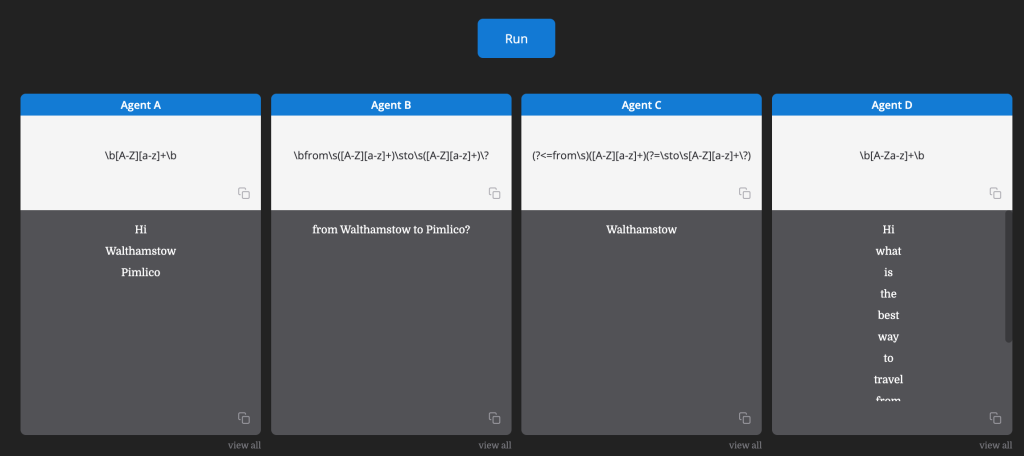 Run
Agent A
\b[A-Z][a-z]+\b
Hi
Walthamstow
Pimlico
view all
Agent B
\bfrom\s([A-Z][a-z]+)\sto\s([A-Z][a-z]+)\?
from Walthamstow to Pimlico?
view all
Agent C
(?<=from\s)([A-Z][a-z]+)(?=\sto\s[A-Z][a-z]+\?)
Walthamstow
view all
Agent D
\b[A-Za-z]+\b
Hi
what
is
the
best
way
to
travel
from
view all